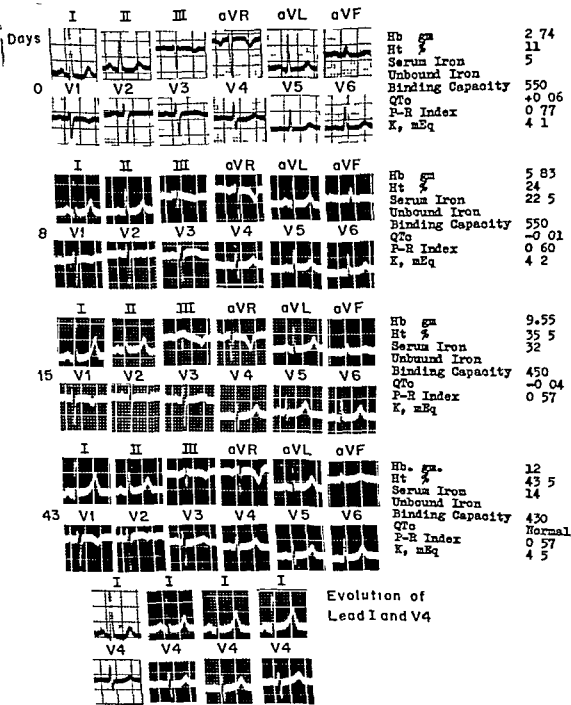 I II III aVR aVL aVF
Days
Hb gm 2 74
Ht % 11
Serum Iron 5
Unbound Iron
Binding Capacity 550
QTc +0 06
P-R Index 0 77
K, mEq 4 1
0 V1 V2 V3 V4 V5 V6
I II III aVR aVL aVF
Hb gm 5 83
Ht % 24
Serum Iron 22 5
Unbound Iron
Binding Capacity 550
QTc -0 01
P-R Index 0 60
K, mEq 4 2
8 V1 V2 V3 V4 V5 V6
I II III aVR aVL aVF
Hb gm 9.55
Ht % 35 5
Serum Iron 32
Unbound Iron
Binding Capacity 450
QTc -0 04
P-R Index 0 57
K, mEq
15 V1 V2 V3 V4 V5 V6
I II III aVR aVL aVF
Hb. gm. 12
Ht % 43 5
Serum Iron 14
Unbound Iron
Binding Capacity 430
QTc Normal
P-R Index 0 57
K, mEq 4 5
43 V1 V2 V3 V4 V5 V6
I I I I
Evolution of
Lead I and V4
V4 V4 V4 V4